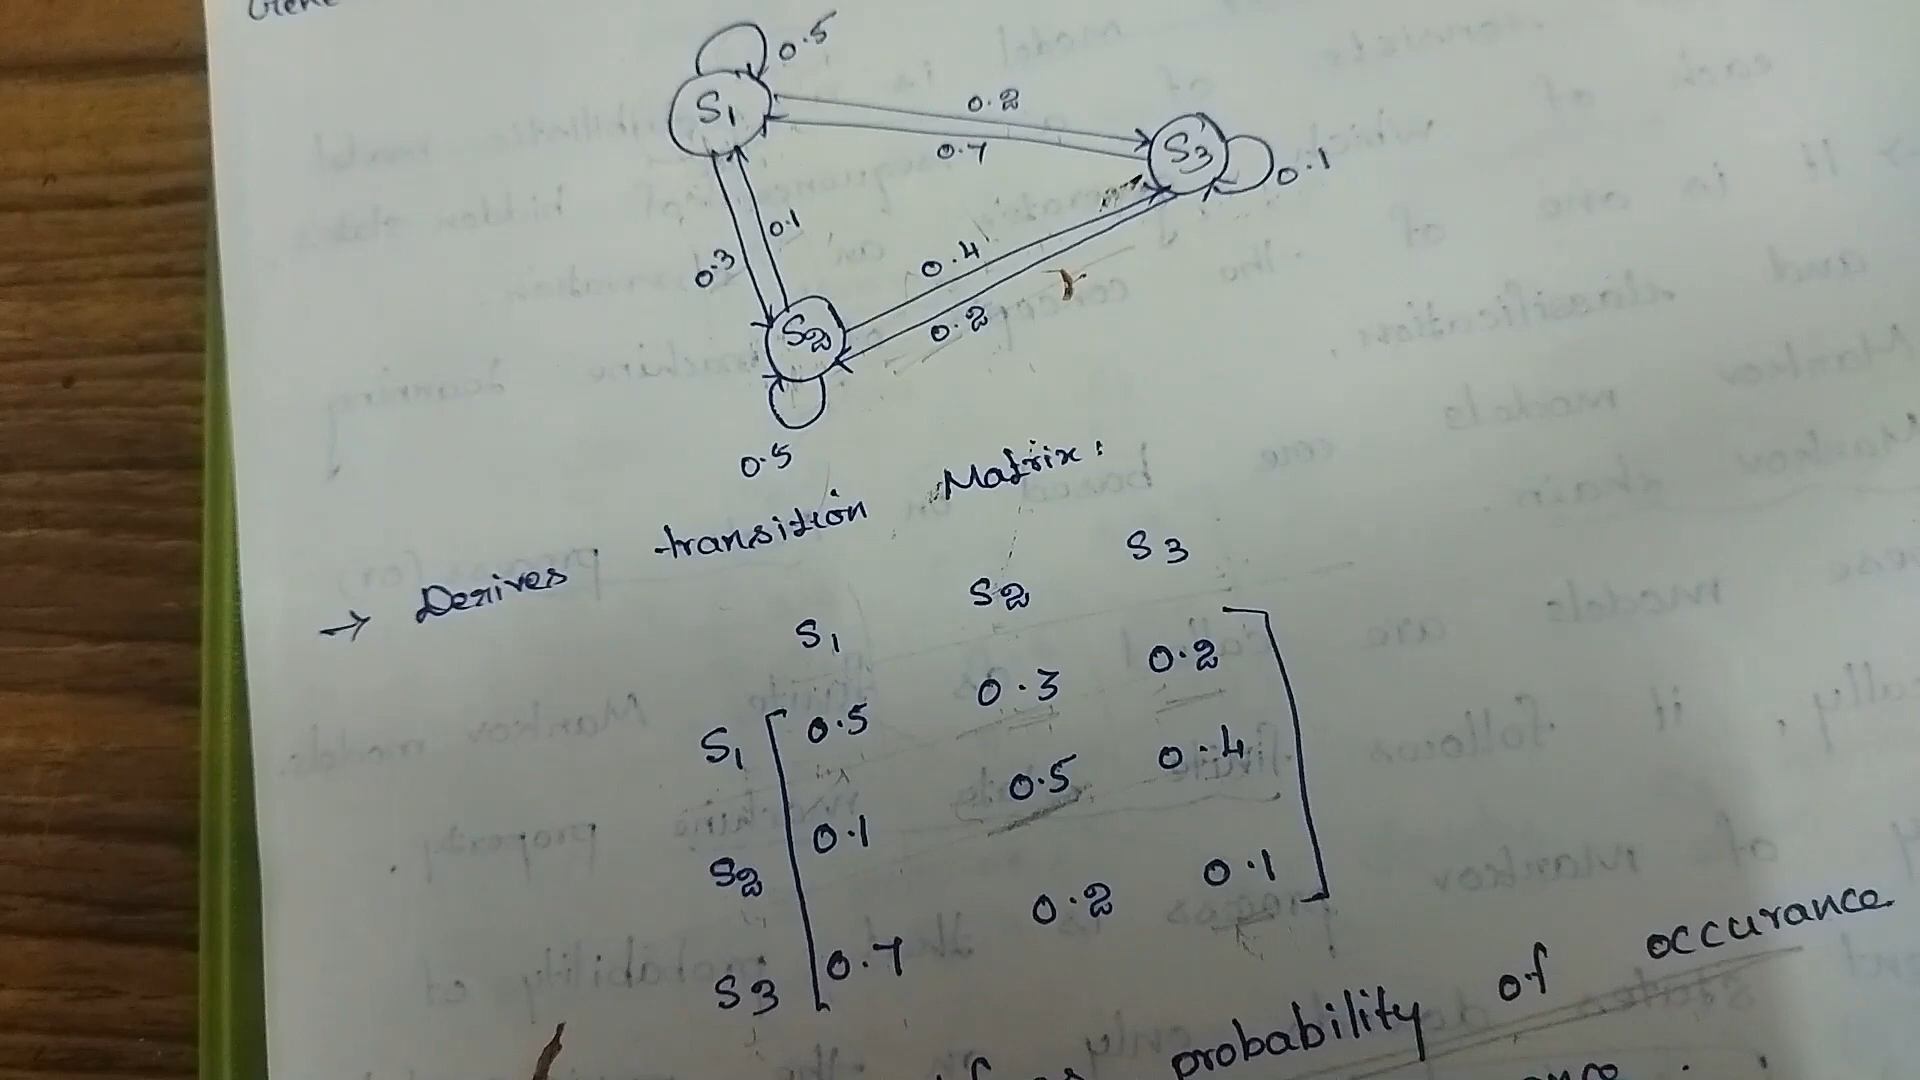 0.5
S1
0.2
0.7
S3
0.1
0.3
0.1
0.4
0.2
S2
0.5
→ Derives transition Matrix:
S1 S2 S3
S1 0.5 0.3 0.2
S2 0.1 0.5 0.4
S3 0.7 0.2 0.1
probability of occurance